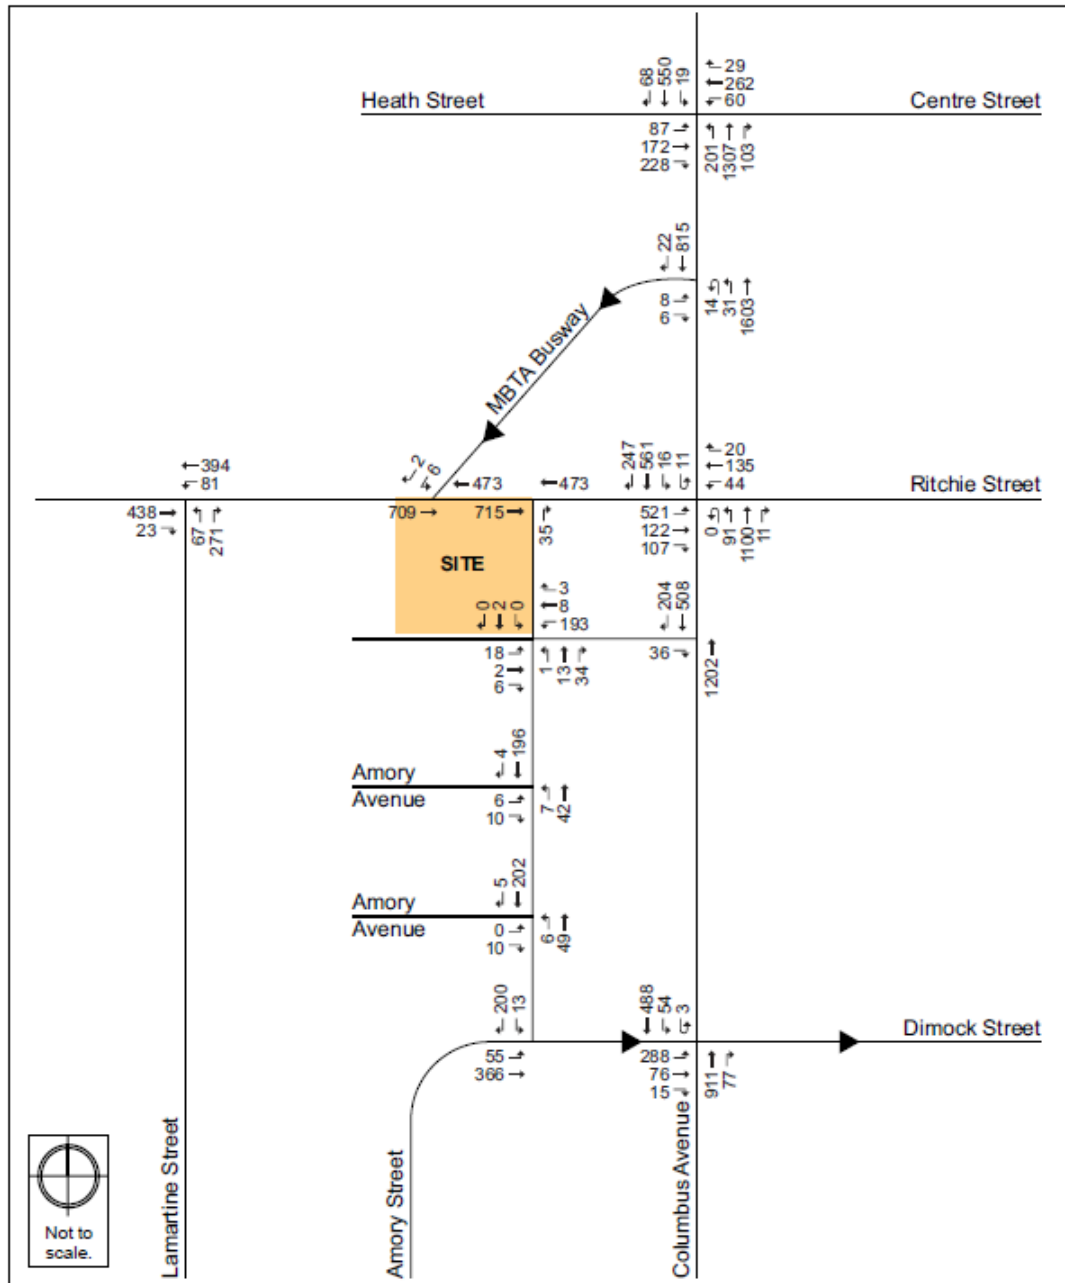 68 550 19
29
262
60
Heath Street
Centre Street
87
172
228
201 1307 103
22 815
8
6
14 31 1603
MBTA Busway
394
81
2 6
473
473
247 561 16 11
20
135
44
Ritchie Street
438
23
67 271
709
715
35
521
122
107
0 91 1100 11
SITE
0 2 0
3
8
193
204 508
18
2
6
1 13 34
36
1202
4 196
Amory
Avenue
6
10
7 42
5 202
Amory
Avenue
0
10
6 49
200 13
488 54 3
Dimock Street
55
366
288
76
15
911 77
Lamartine Street
Amory Street
Columbus Avenue
Not to
scale.